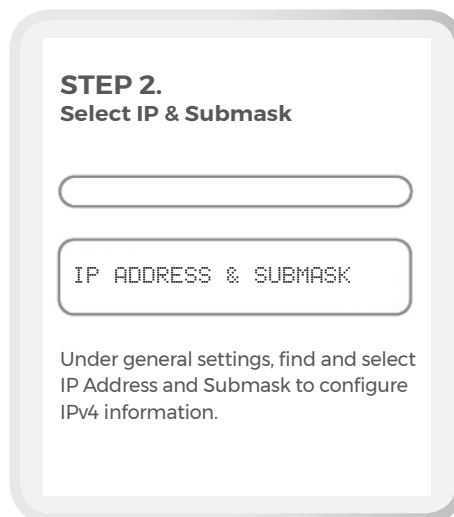 STEP 2.
Select IP & Submask
IP ADDRESS & SUBMASK
Under general settings, find and select
IP Address and Submask to configure
IPv4 information.